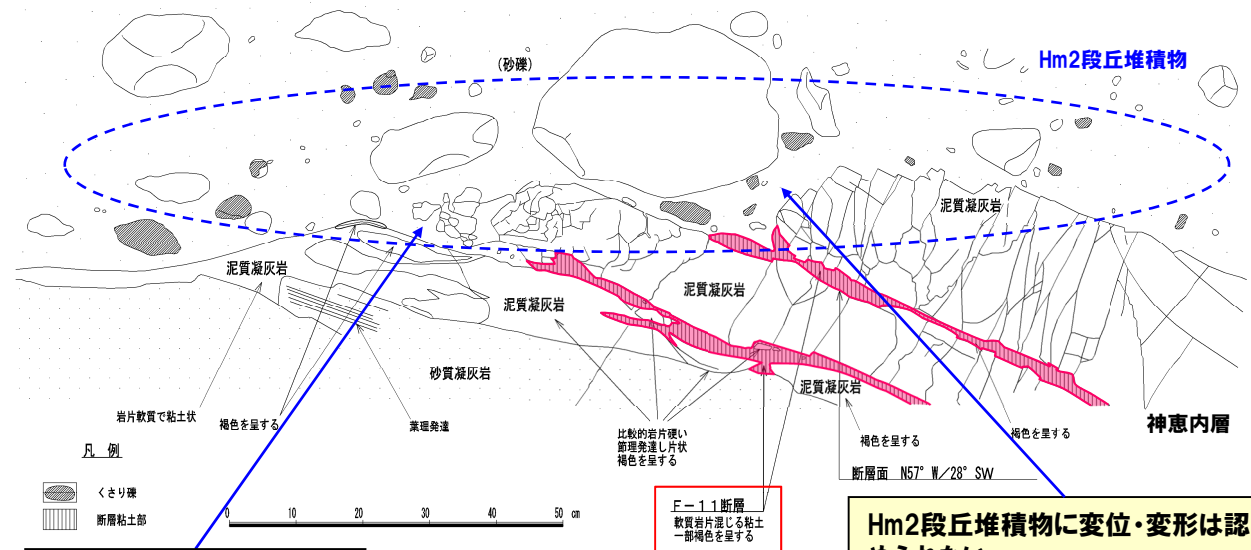 (砂礫)
Hm2段丘堆積物
泥質凝灰岩
泥質凝灰岩
泥質凝灰岩
泥質凝灰岩
砂質凝灰岩
泥質凝灰岩
岩片軟質で粘土状
褐色を呈する
葉理発達
比較的岩片硬い
節理発達し片状
褐色を呈する
褐色を呈する
褐色を呈する
神恵内層
断層面 N57°W/28°SW
凡 例
くさり礫
断層粘土部
0 10 20 30 40 50 cm
F-11断層
軟質岩片混じる粘土
一部褐色を呈する
Hm2段丘堆積物に変位・変形は認